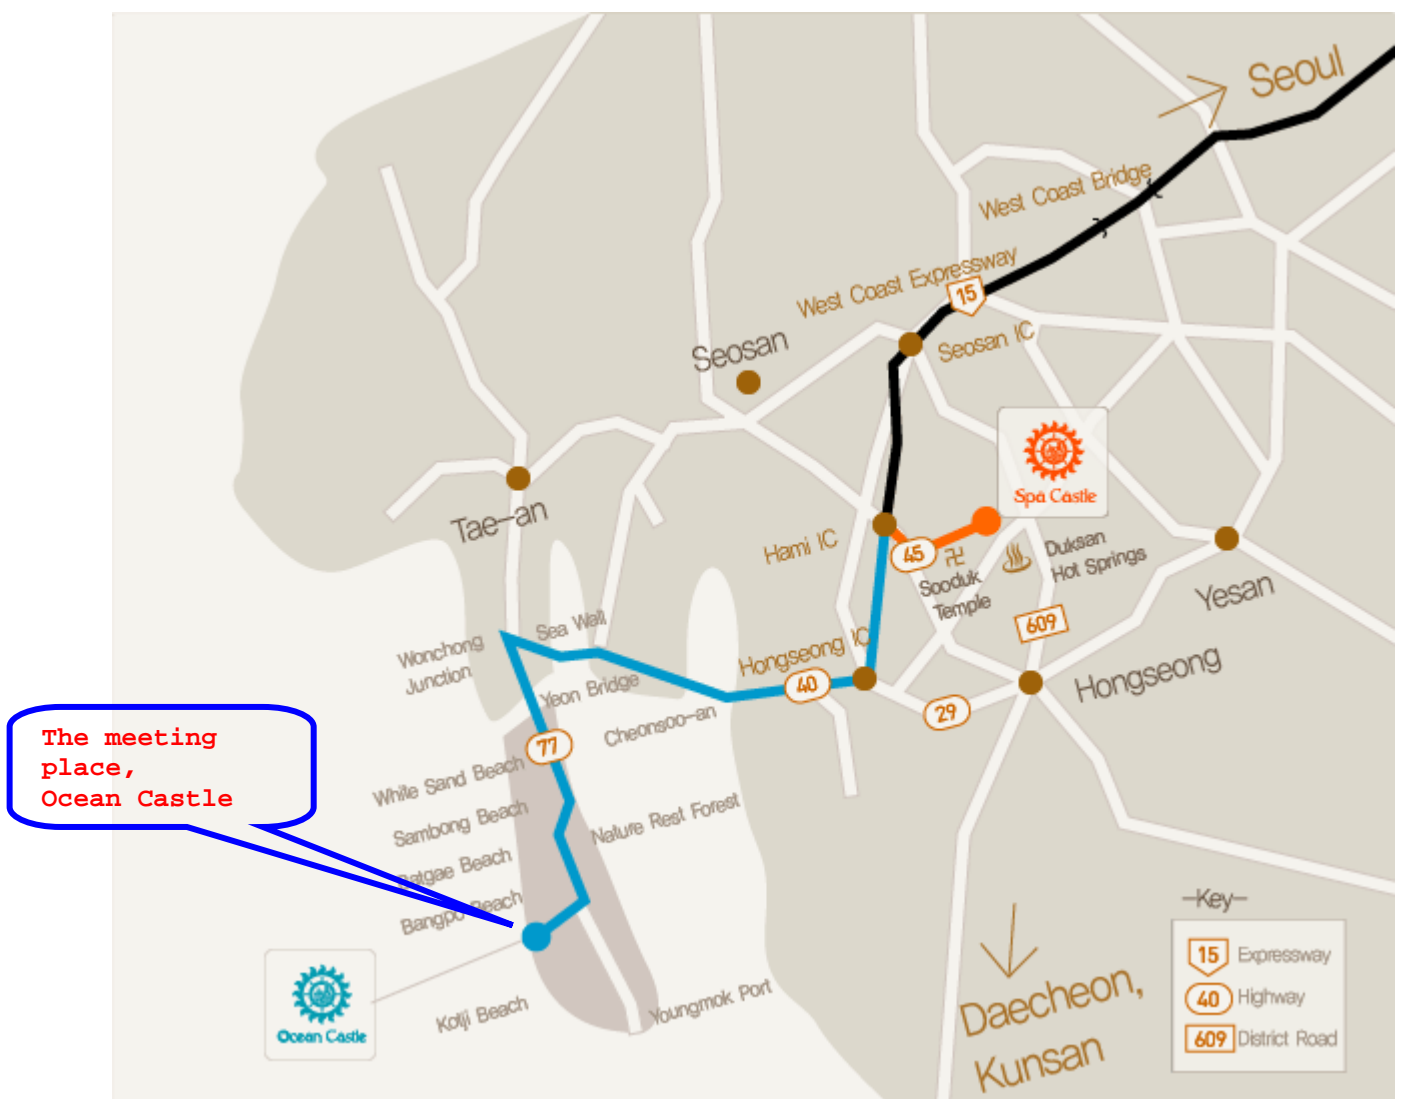 Seoul
West Coast Bridge
West Coast Expressway
15
Seosan IC
Seosan
Spa Castle
Tae-an
Hami IC
45
卍
Sooduk
Temple
Duksan
Hot Springs
Yesan
609
Sea Wall
Wonchong
Junction
Hongseong IC
40
Hongseong
29
Yeon Bridge
Cheonsoo-an
77
The meeting
place,
Ocean Castle
White Sand Beach
Sambong Beach
Nature Rest Forest
Batgae Beach
Bangpo Beach
Kotji Beach
Youngmok Port
Ocean Castle
Daecheon,
Kunsan
-Key-
15 Expressway
40 Highway
609 District Road